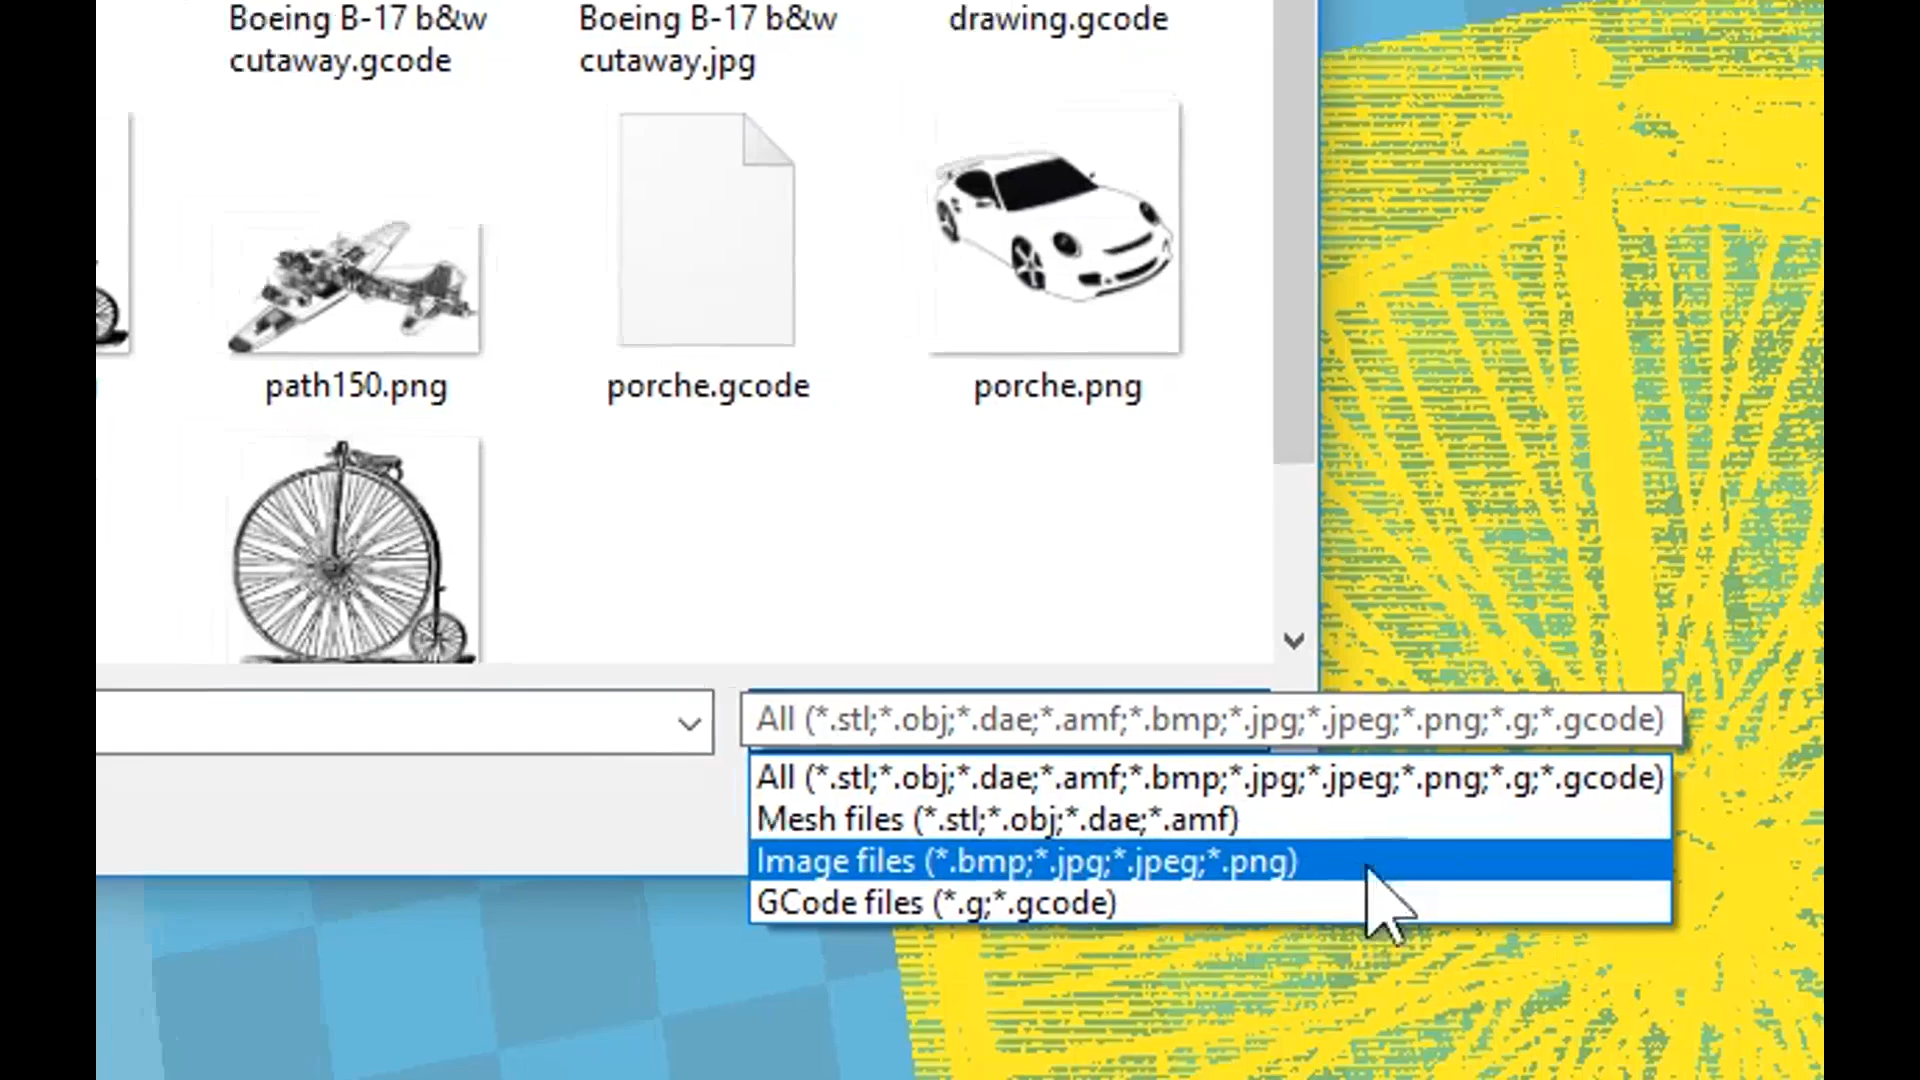 Boeing B-17 b&w
cutaway.gcode
Boeing B-17 b&w
cutaway.jpg
drawing.gcode
path150.png
porche.gcode
porche.png
All (*.stl;*.obj;*.dae;*.amf;*.bmp;*.jpg;*.jpeg;*.png;*.g;*.gcode)
All (*.stl;*.obj;*.dae;*.amf;*.bmp;*.jpg;*.jpeg;*.png;*.g;*.gcode)
Mesh files (*.stl;*.obj;*.dae;*.amf)
Image files (*.bmp;*.jpg;*.jpeg;*.png)
GCode files (*.g;*.gcode)